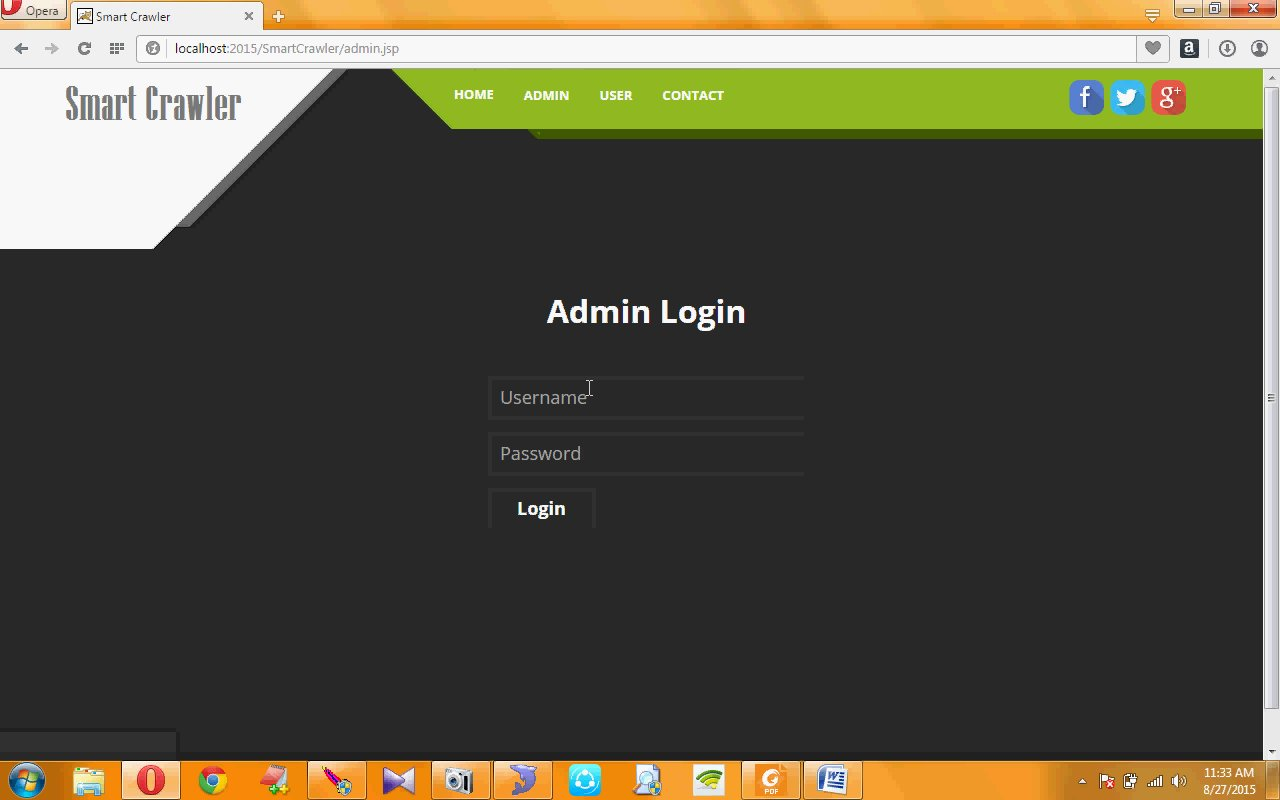 Opera
Smart Crawler
localhost:2015/SmartCrawler/admin.jsp
a
Smart Crawler
HOME ADMIN USER CONTACT
f g+
Admin Login
Username
Password
Login
PDF
W
11:33 AM
8/27/2015